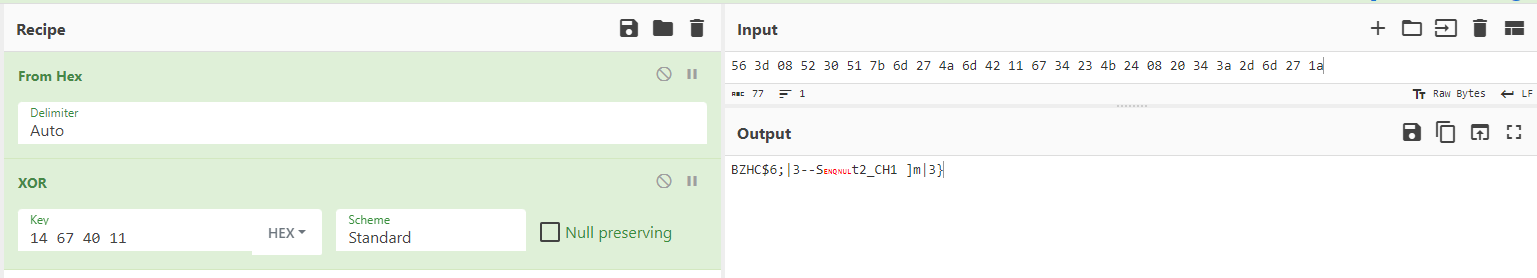 Recipe
From Hex
Delimiter
Auto
XOR
Key
14 67 40 11
HEX
Scheme
Standard
Null preserving
Input
56 3d 08 52 30 51 7b 6d 27 4a 6d 42 11 67 34 23 4b 24 08 20 34 3a 2d 6d 27 1a
ABC 77 1 Tт Raw Bytes LF
Output
BZHC$6;|3--SENQNULt2_CH1 ]m|3}